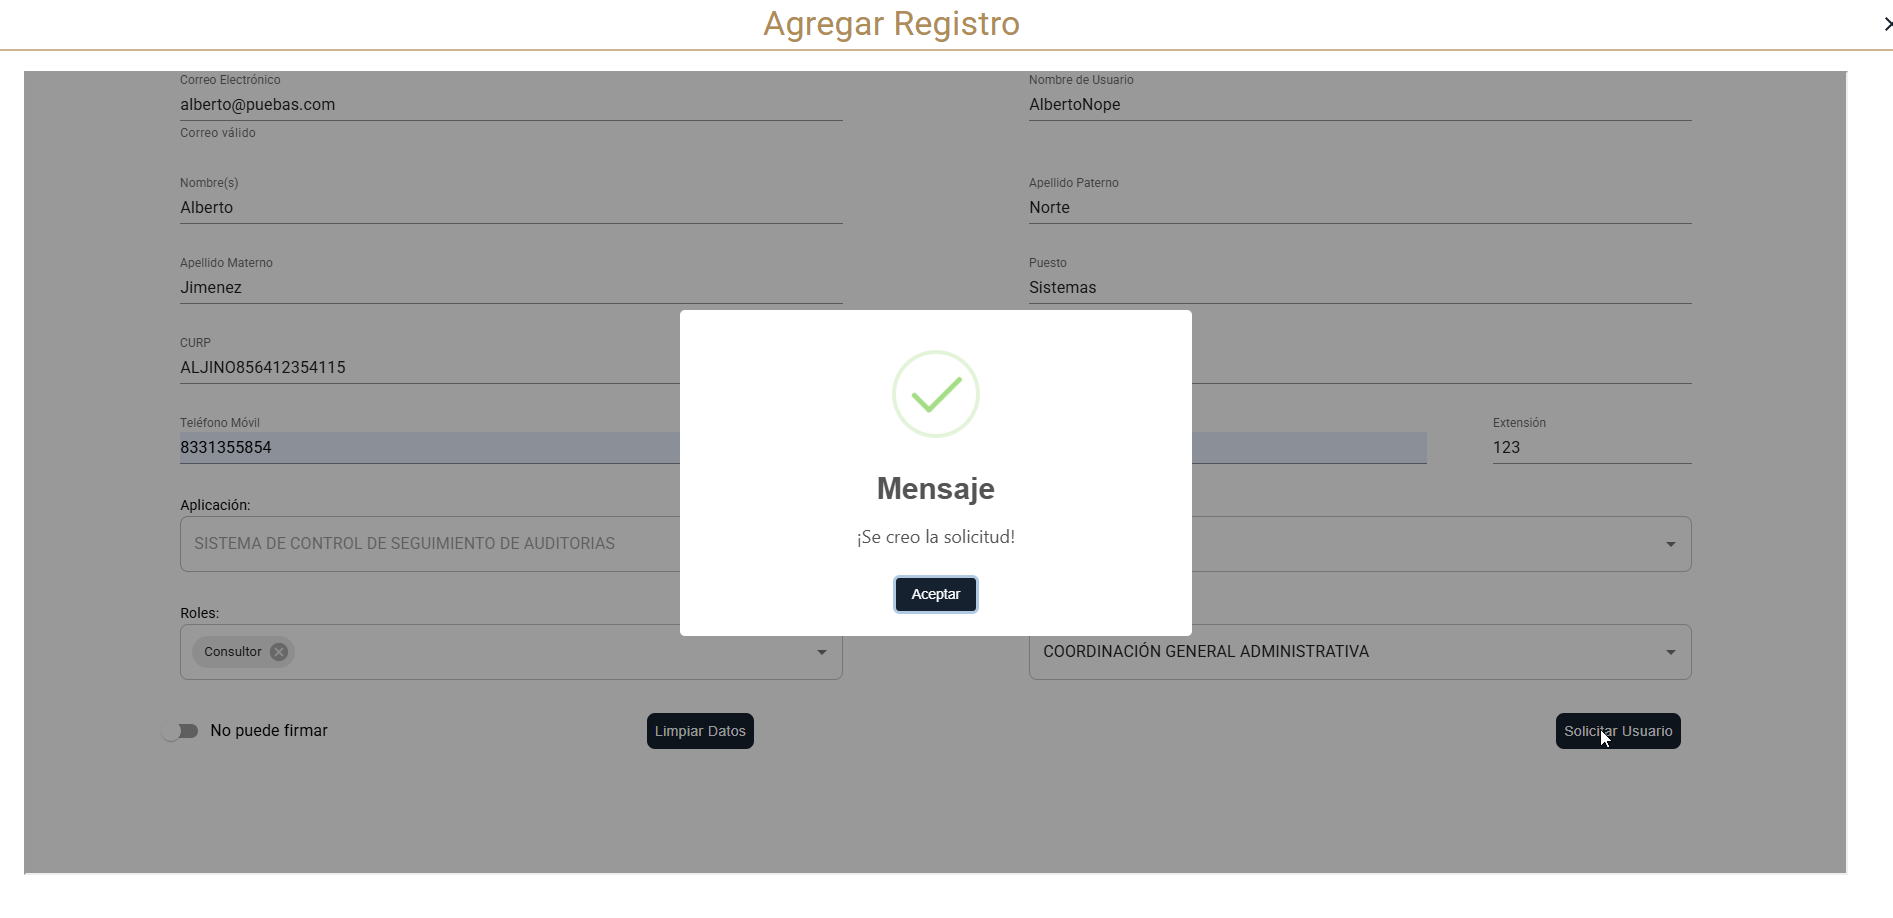 Agregar Registro
Correo Electrónico
alberto@puebas.com
Correo válido
Nombre de Usuario
AlbertoNope
Nombre(s)
Alberto
Apellido Paterno
Norte
Apellido Materno
Jimenez
Puesto
Sistemas
CURP
ALJINO856412354115
Teléfono Móvil
8331355854
Extensión
123
Aplicación:
SISTEMA DE CONTROL DE SEGUIMIENTO DE AUDITORIAS
Mensaje
¡Se creo la solicitud!
Aceptar
Roles:
Consultor
COORDINACIÓN GENERAL ADMINISTRATIVA
No puede firmar
Limpiar Datos
Solicitar Usuario